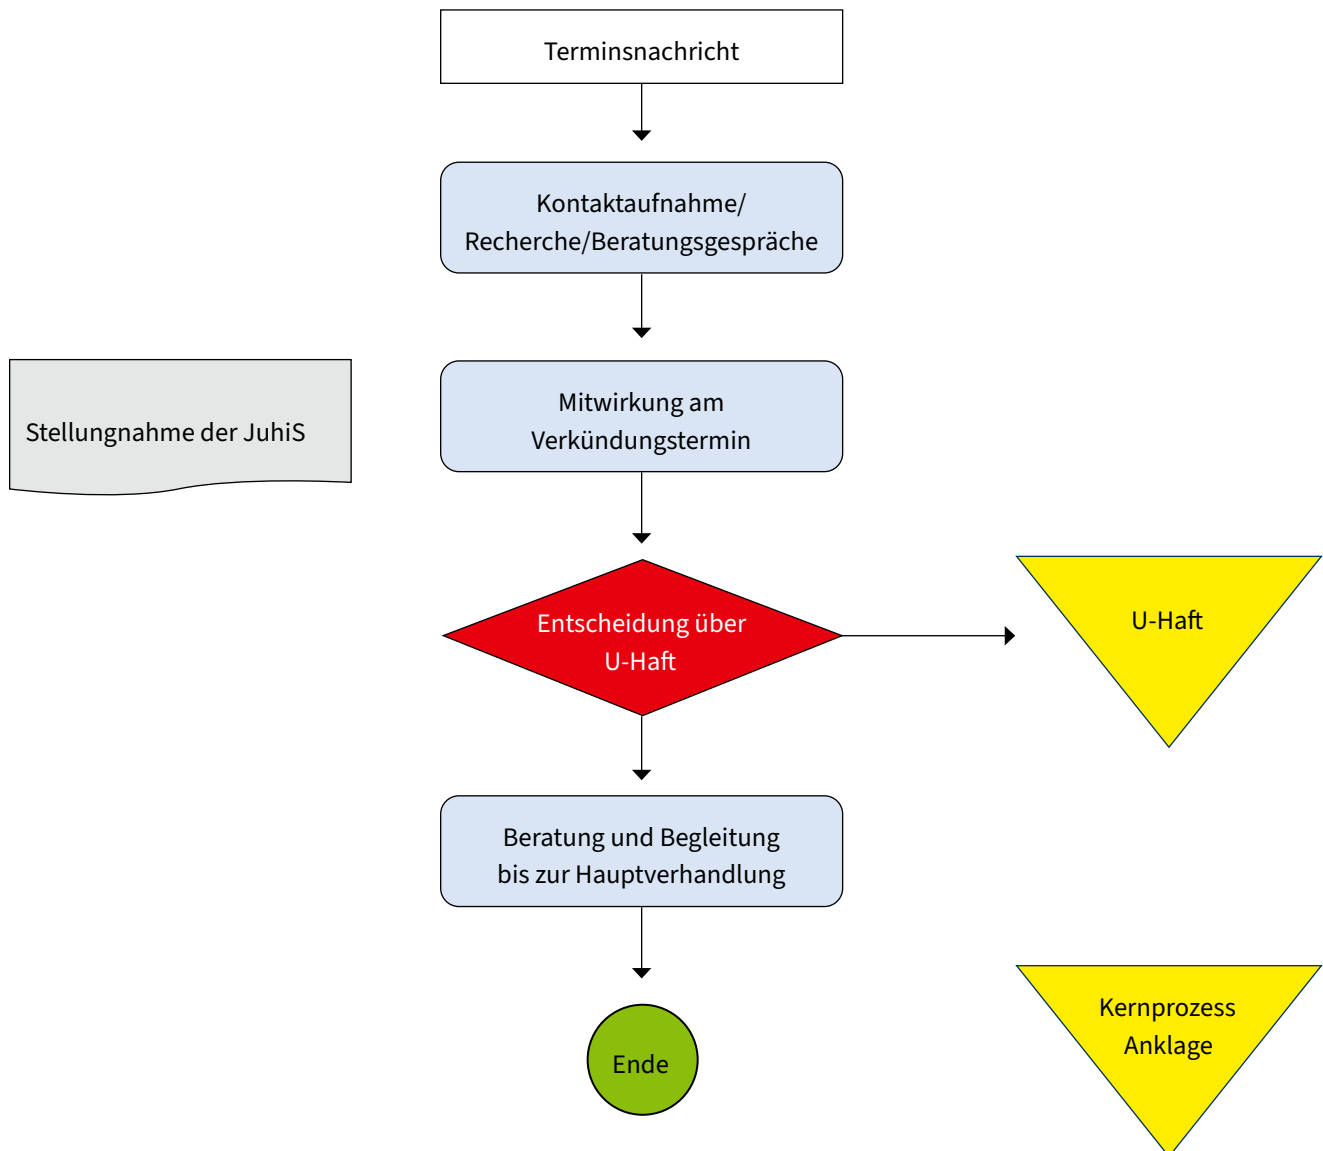 Terminsnachricht
Kontaktaufnahme/
Recherche/Beratungsgespräche
Stellungnahme der JuhiS
Mitwirkung am
Verkündungstermin
Entscheidung über
U-Haft
U-Haft
Beratung und Begleitung
bis zur Hauptverhandlung
Ende
Kernprozess
Anklage